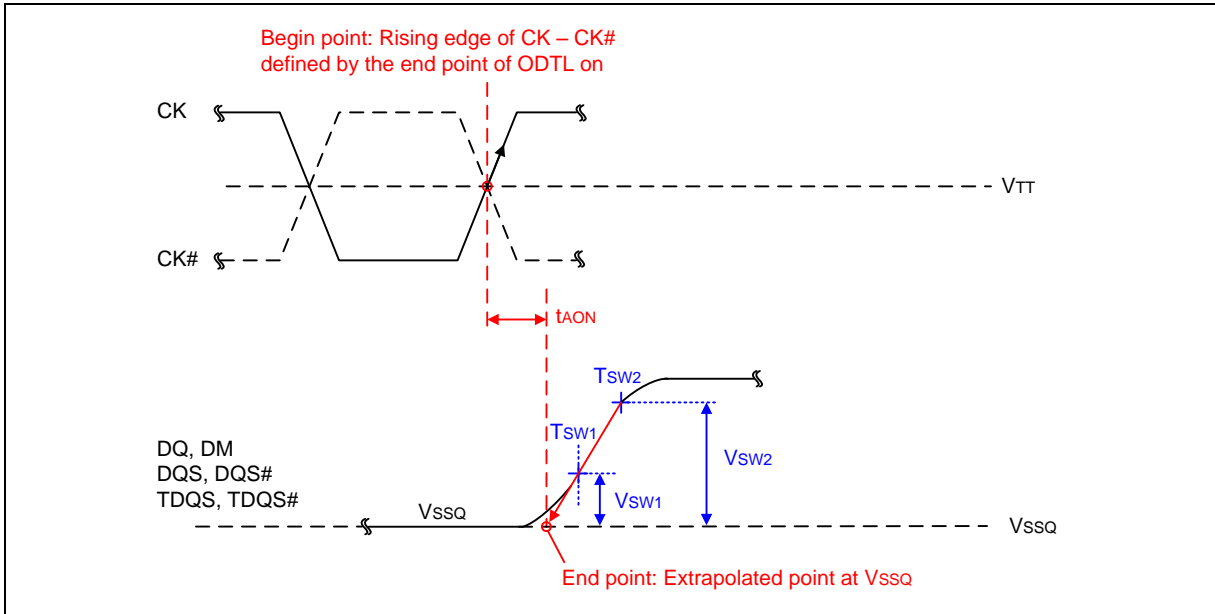 Begin point: Rising edge of CK – CK#
defined by the end point of ODTL on
CK
VTT
CK#
tAON
TSW2
TSW1
DQ, DM
DQS, DQS#
TDQS, TDQS#
VSW2
VSW1
VSSQ
VSSQ
End point: Extrapolated point at VSSQ